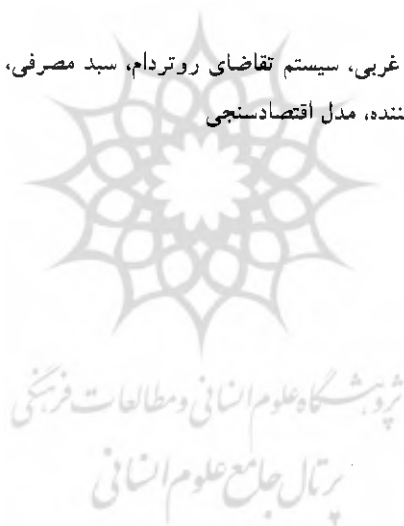 غربی، سیستم تقاضای روتردام، سبد مصرفی،
ننده، مدل اقتصادسنجی
پژوهشگاه علوم انسانی و مطالعات فرهنگی
پرتال جامع علوم انسانی